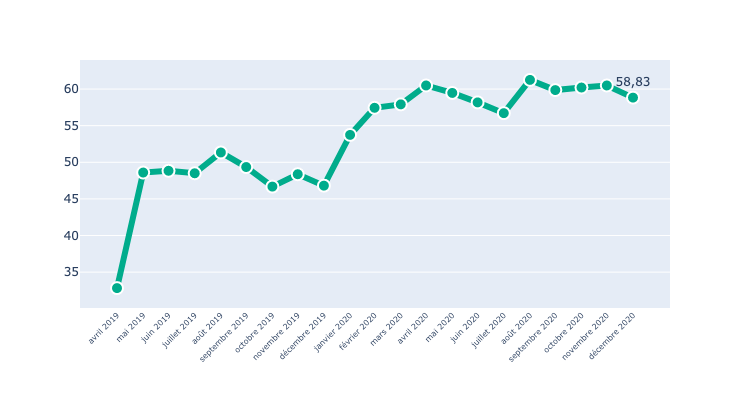 58,83
60
55
50
45
40
35
avril 2019
mai 2019
juin 2019
juillet 2019
août 2019
septembre 2019
octobre 2019
novembre 2019
décembre 2019
janvier 2020
février 2020
mars 2020
avril 2020
mai 2020
juin 2020
juillet 2020
août 2020
septembre 2020
octobre 2020
novembre 2020
décembre 2020